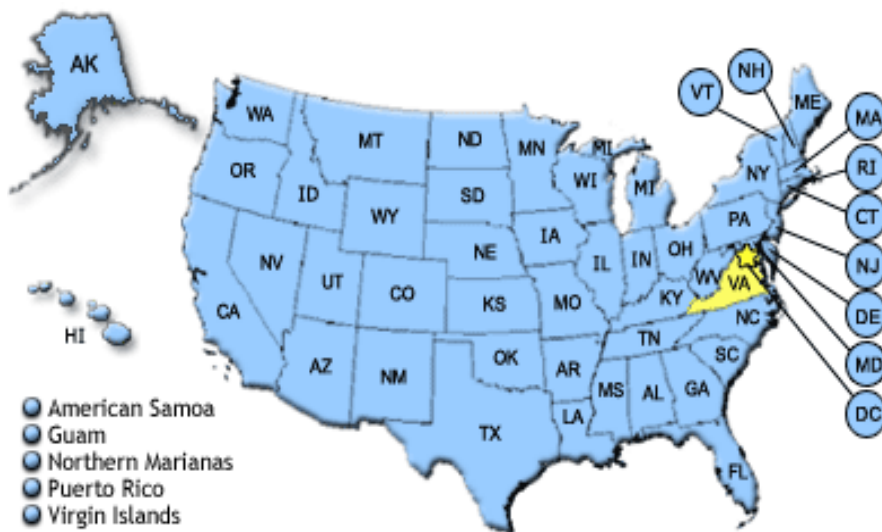 AK
NH
VT
ME
MA
WA
MT
ND
MN
MI
RI
OR
ID
SD
WI
MI
NY
CT
WY
IA
PA
NJ
NE
NV
UT
CO
IL
IN
OH
WV
VA
DE
CA
KS
MO
KY
NC
HI
TN
MD
AZ
NM
OK
AR
SC
DC
MS
AL
GA
LA
TX
FL
American Samoa
Guam
Northern Marianas
Puerto Rico
Virgin Islands